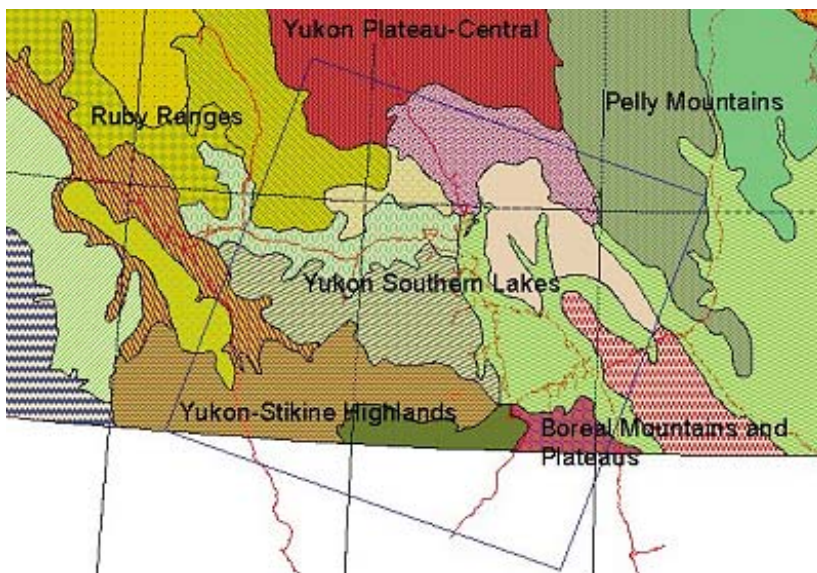 Yukon Plateau-Central
Pelly Mountains
Ruby Ranges
Yukon Southern Lakes
Yukon-Stikine Highlands
Boreal Mountains and
Plateaus